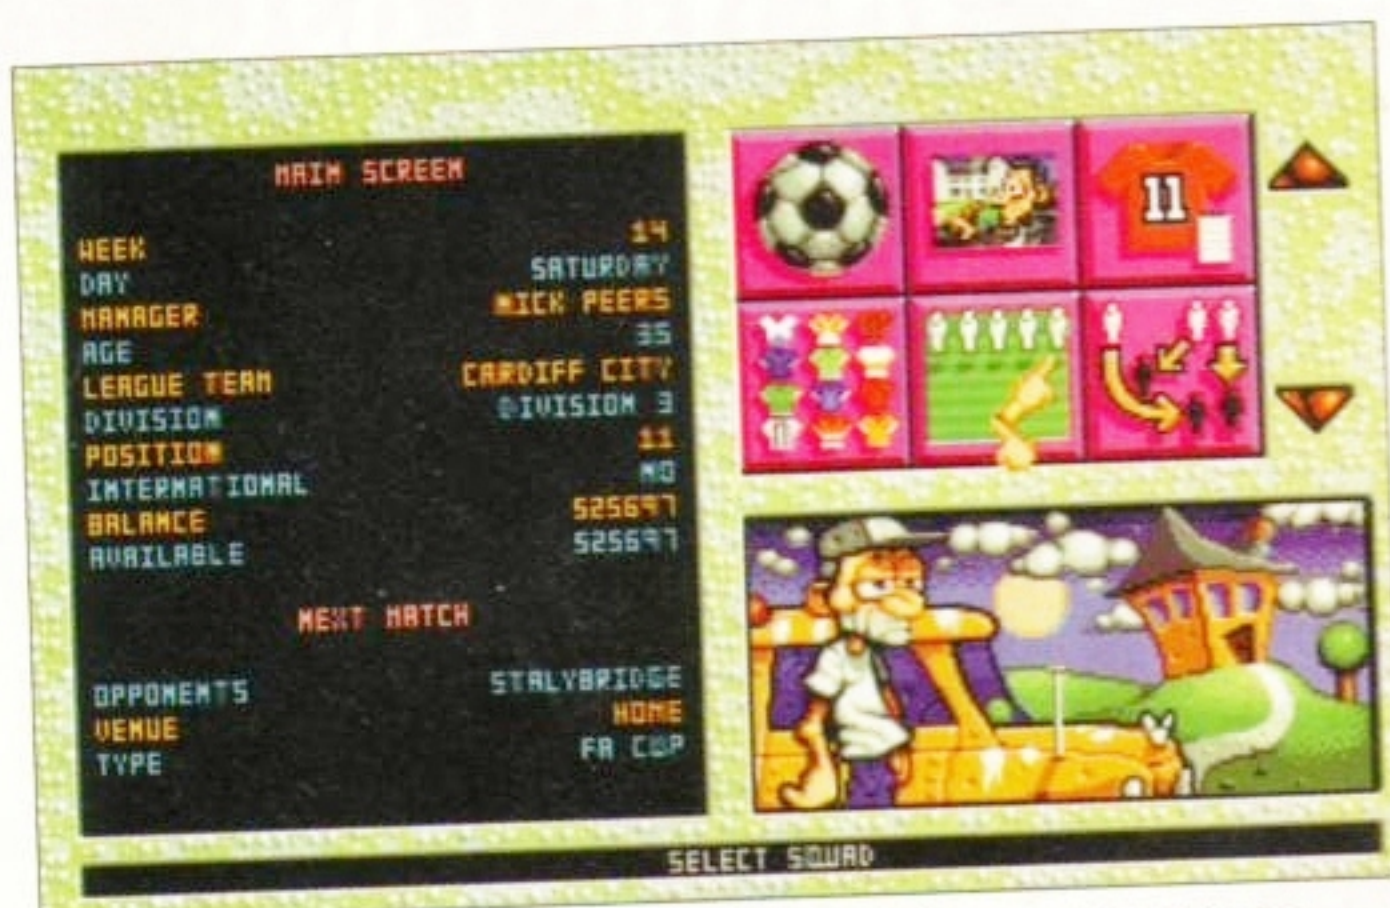 MAIN SCREEN
WEEK 14
DAY SATURDAY
MANAGER MICK PEERS
AGE 35
LEAGUE TEAM CARDIFF CITY
DIVISION DIVISION 3
POSITION 11
INTERNATIONAL NO
BALANCE 525697
AVAILABLE 525697
NEXT MATCH
OPPONENTS STALYBRIDGE
VENUE HOME
TYPE FA CUP
11
SELECT SQUAD